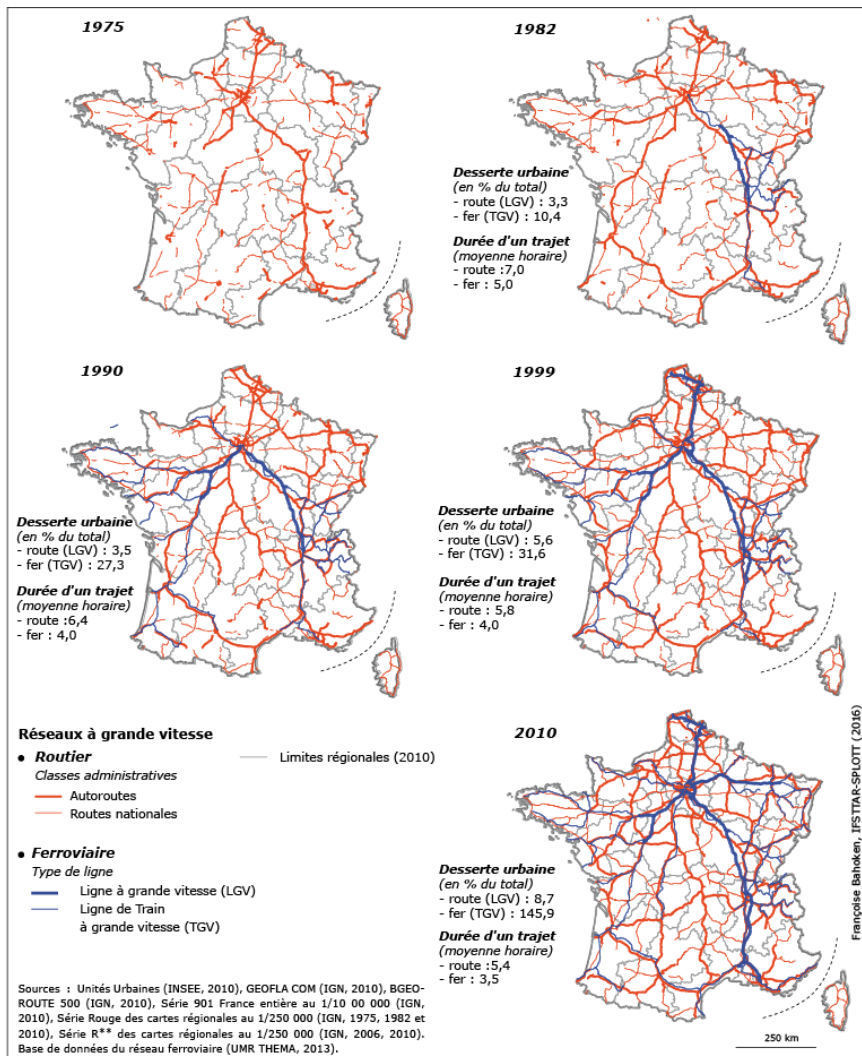 1975
1982
Desserte urbaine
(en % du total)
- route (LGV) : 3,3
- fer (TGV) : 10,4
Durée d'un trajet
(moyenne horaire)
- route :7,0
- fer : 5,0
1990
Desserte urbaine
(en % du total)
- route (LGV) : 3,5
- fer (TGV) : 27,3
Durée d'un trajet
(moyenne horaire)
- route :6,4
- fer : 4,0
1999
Desserte urbaine
(en % du total)
- route (LGV) : 5,6
- fer (TGV) : 31,6
Durée d'un trajet
(moyenne horaire)
- route : 5,8
- fer : 4,0
Réseaux à grande vitesse
• Routier
Classes administratives
Autoroutes
Routes nationales
Limites régionales (2010)
• Ferroviaire
Type de ligne
Ligne à grande vitesse (LGV)
Ligne de Train
à grande vitesse (TGV)
2010
Desserte urbaine
(en % du total)
- route (LGV) : 8,7
- fer (TGV) : 145,9
Durée d'un trajet
(moyenne horaire)
- route :5,4
- fer : 3,5
250 km
Françoise Bahoken, IFSTTAR-SPLOTT (2016)
Sources : Unités Urbaines (INSEE, 2010), GEOFLA COM (IGN, 2010), BGEO-
ROUTE 500 (IGN, 2010), Série 901 France entière au 1/10 00 000 (IGN,
2010), Série Rouge des cartes régionales au 1/250 000 (IGN, 1975, 1982 et
2010), Série R** des cartes régionales au 1/250 000 (IGN, 2006, 2010).
Base de données du réseau ferroviaire (UMR THEMA, 2013).